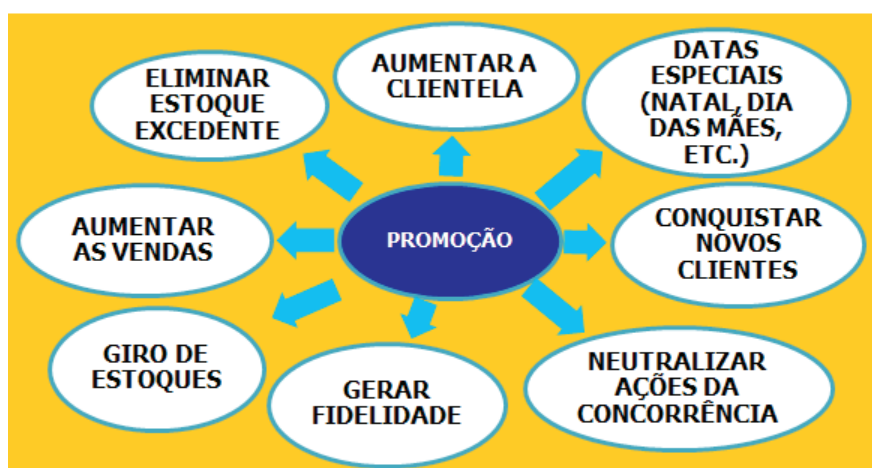 ELIMINAR
ESTOQUE
EXCEDENTE
AUMENTAR A
CLIENTELA
DATAS
ESPECIAIS
(NATAL, DIA
DAS MÃES,
ETC.)
AUMENTAR
AS VENDAS
PROMOÇÃO
CONQUISTAR
NOVOS
CLIENTES
GIRO DE
ESTOQUES
GERAR
FIDELIDADE
NEUTRALIZAR
AÇÕES DA
CONCORRÊNCIA